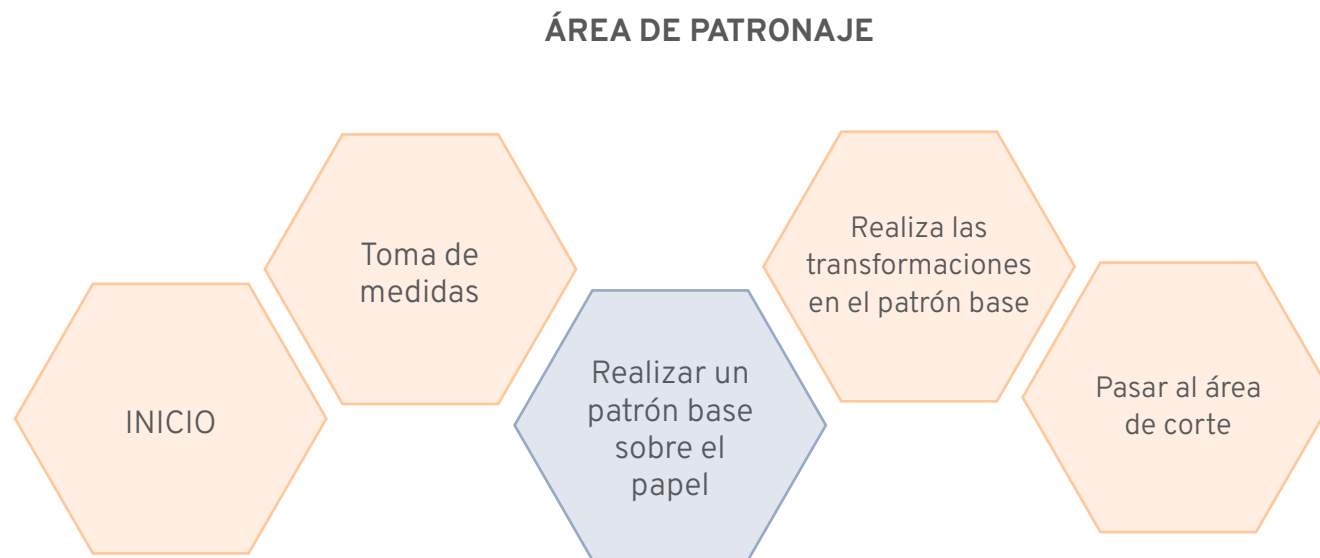 ÁREA DE PATRONAJE
INICIO
Toma de
medidas
Realizar un
patrón base
sobre el
papel
Realiza las
transformaciones
en el patrón base
Pasar al área
de corte